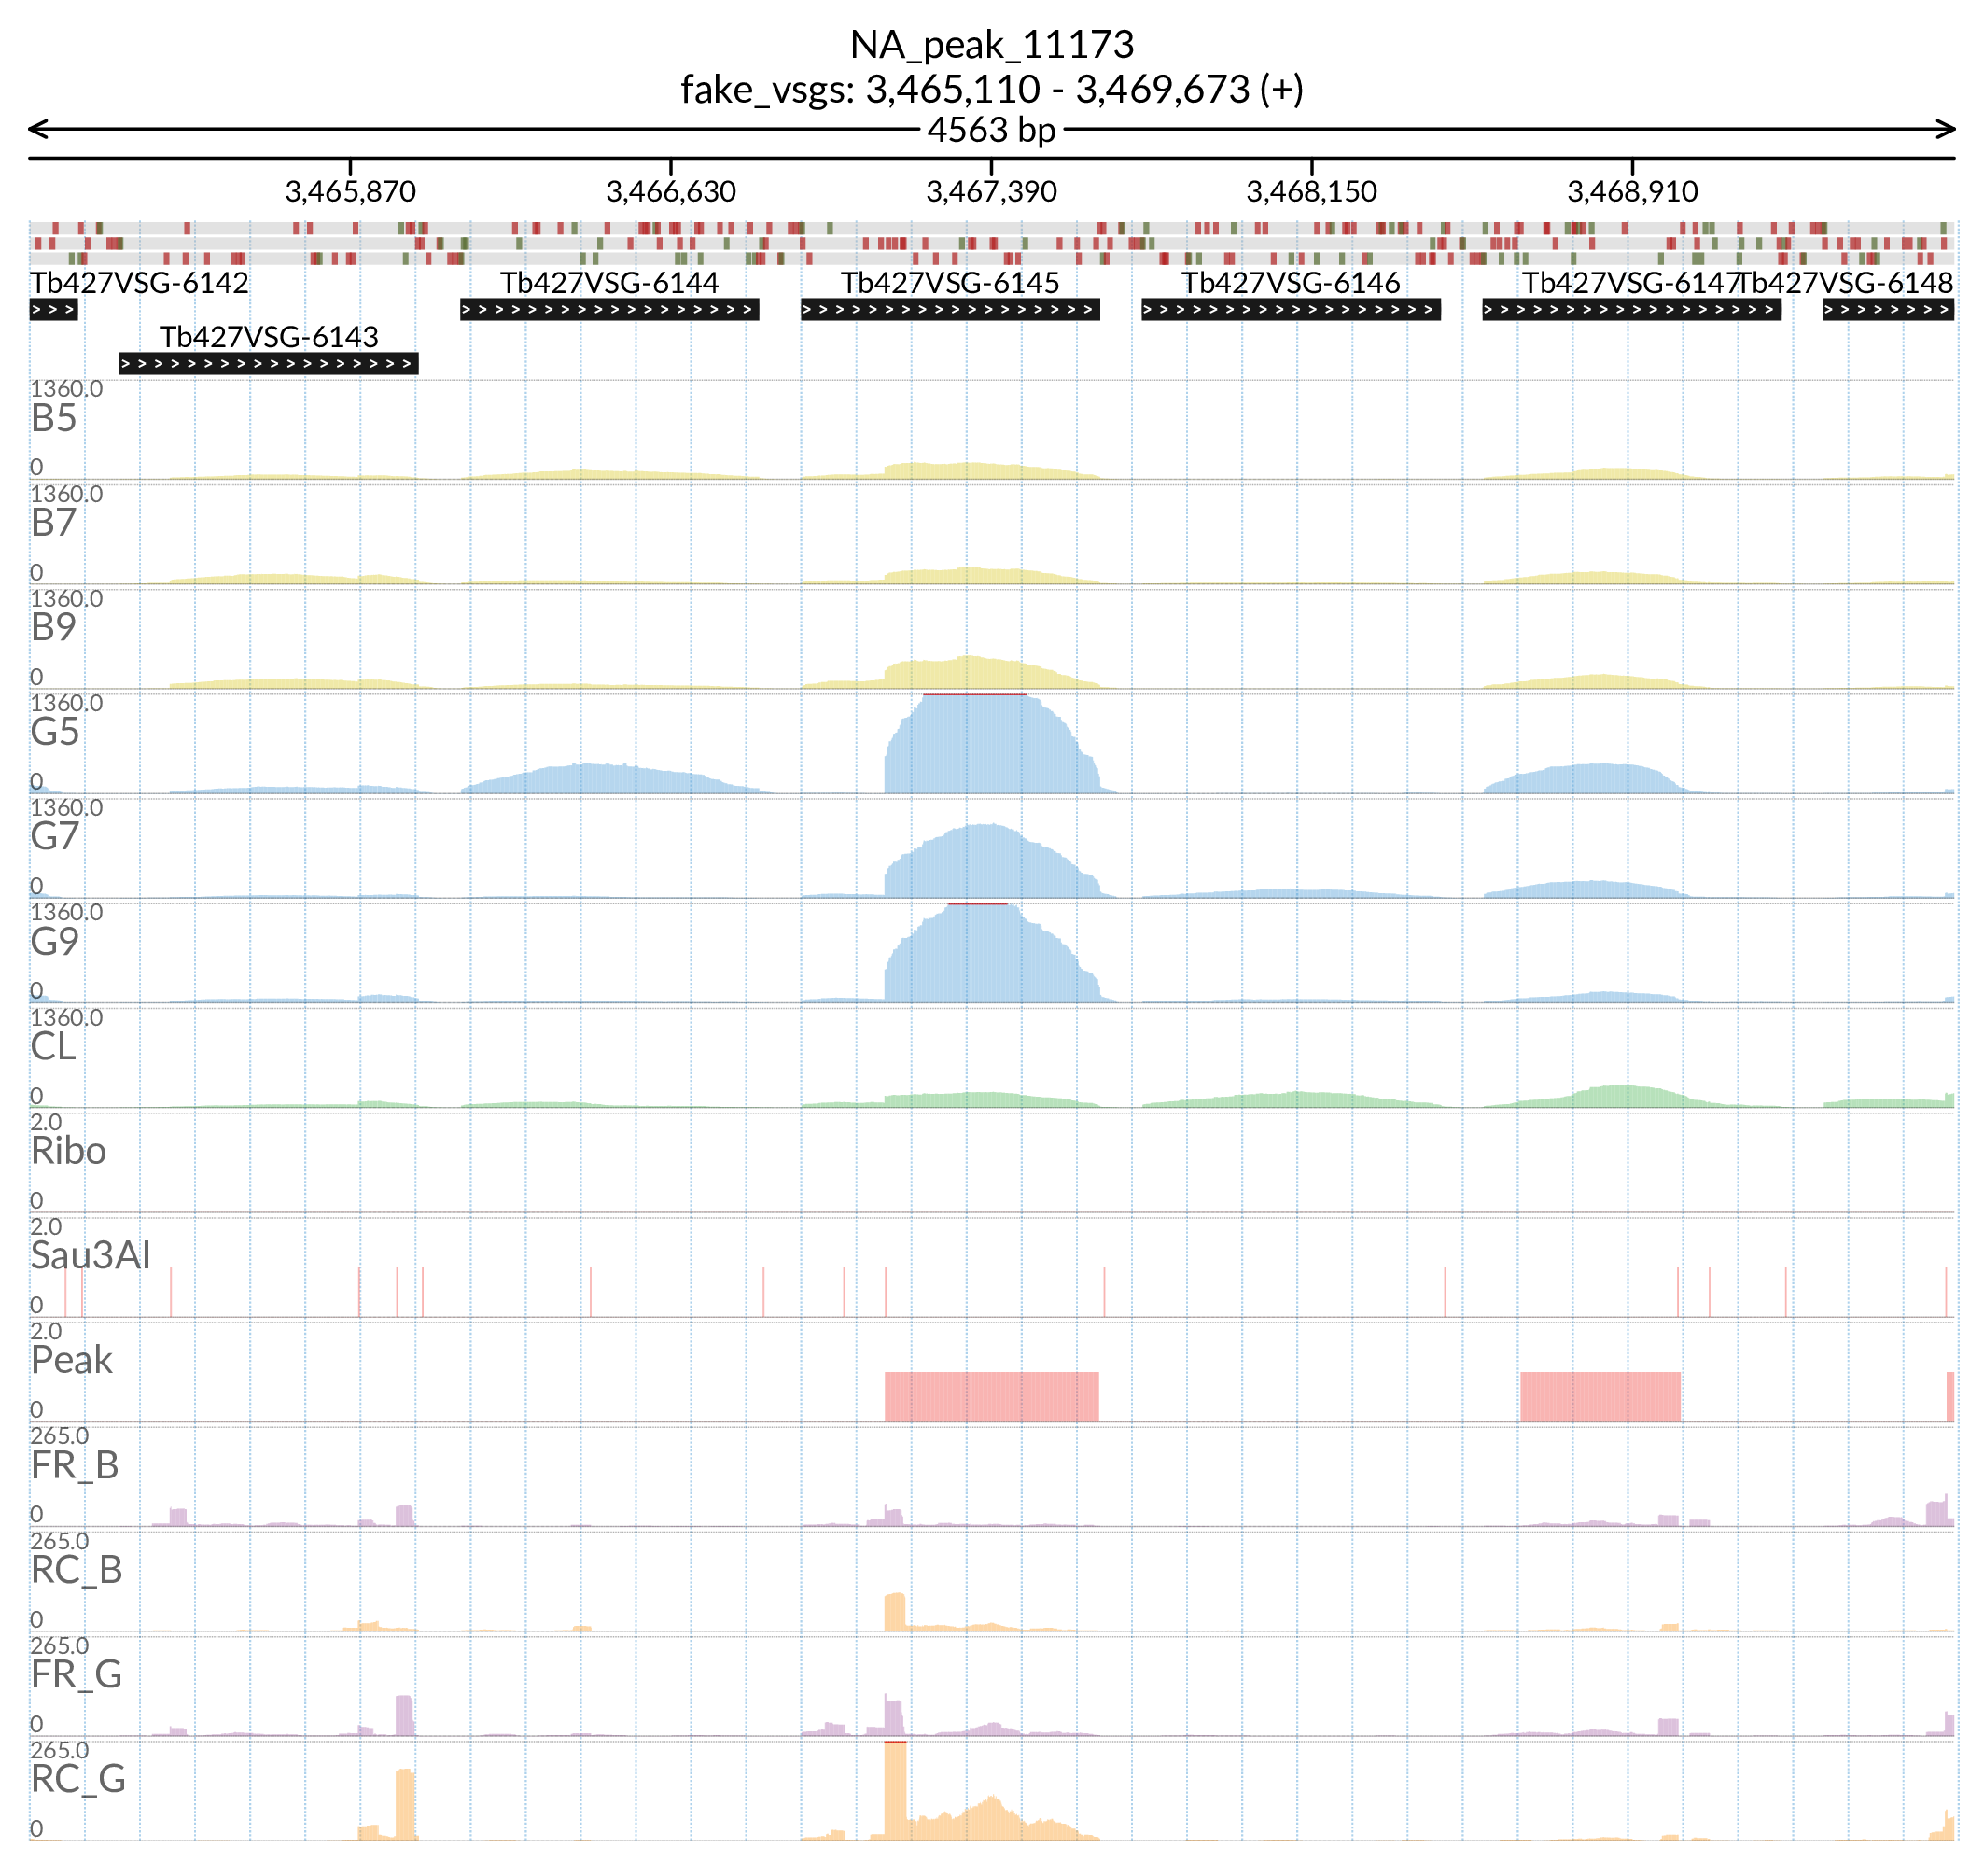 NA_peak_11173
fake_vsgs: 3,465,110 - 3,469,673 (+)
4563 bp
3,465,870 3,466,630 3,467,390 3,468,150 3,468,910
Tb427VSG-6142 Tb427VSG-6144 Tb427VSG-6145 Tb427VSG-6146 Tb427VSG-6147 Tb427VSG-6148
Tb427VSG-6143
1360.0
B5
0
1360.0
B7
0
1360.0
B9
0
1360.0
G5
0
1360.0
G7
0
1360.0
G9
0
1360.0
CL
0
2.0
Ribo
0
2.0
Sau3AI
0
2.0
Peak
0
265.0
FR_B
0
265.0
RC_B
0
265.0
FR_G
0
265.0
RC_G
0